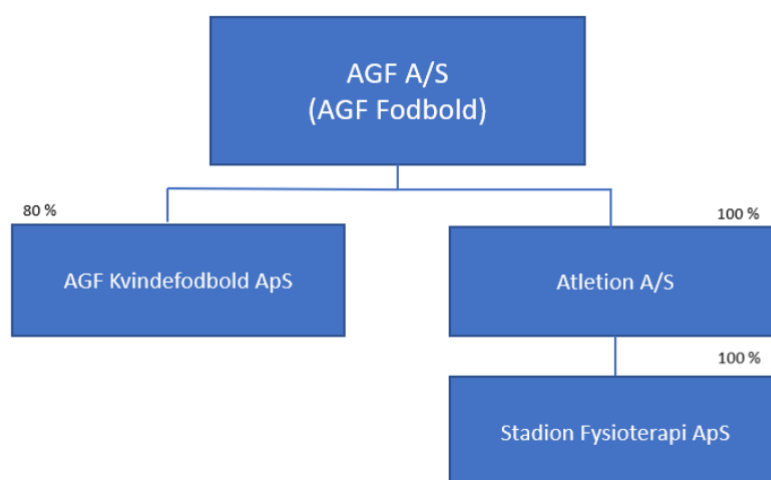 AGF A/S
(AGF Fodbold)
80 %
100 %
AGF Kvindefodbold ApS
Atletion A/S
100 %
Stadion Fysioterapi ApS